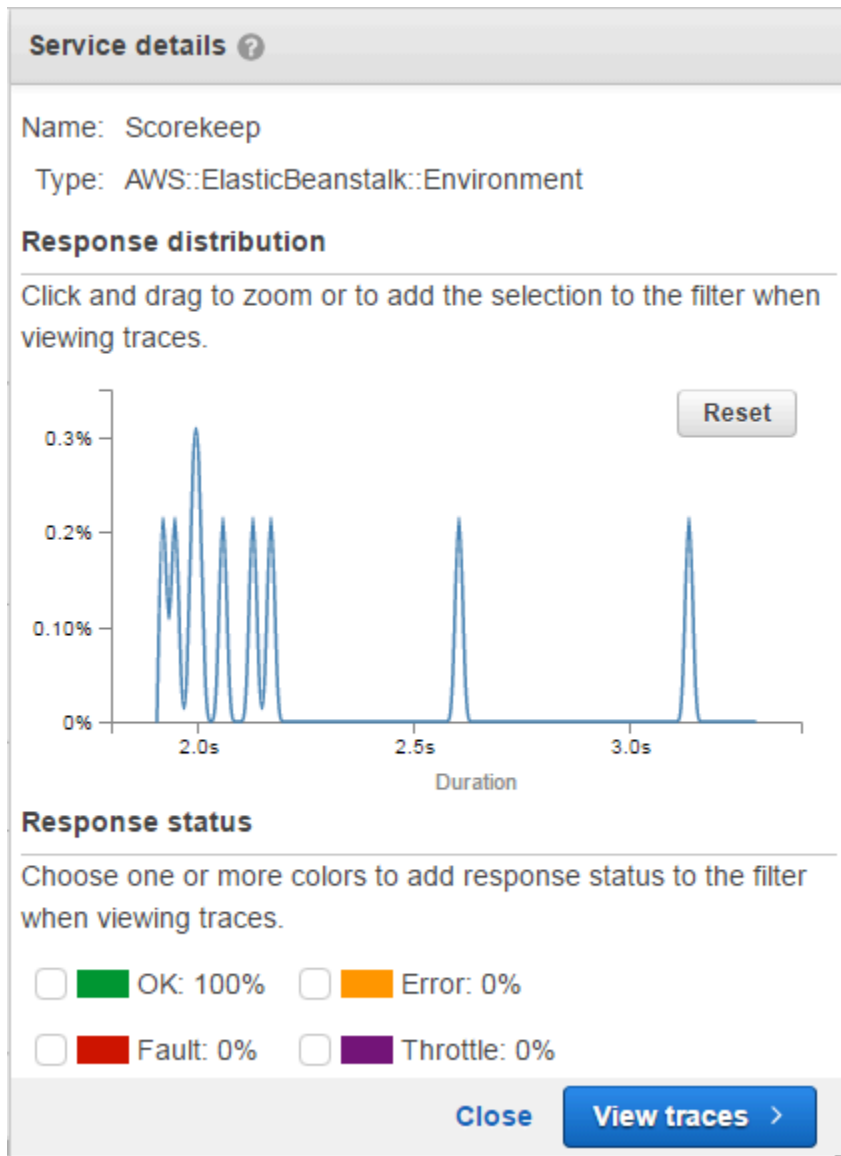 Service details ?
Name: Scorekeep
Type: AWS::ElasticBeanstalk::Environment
Response distribution
Click and drag to zoom or to add the selection to the filter when
viewing traces.
Reset
0.3%
0.2%
0.10%
0%
2.0s 2.5s 3.0s
Duration
Response status
Choose one or more colors to add response status to the filter
when viewing traces.
OK: 100% Error: 0%
Fault: 0% Throttle: 0%
Close View traces >